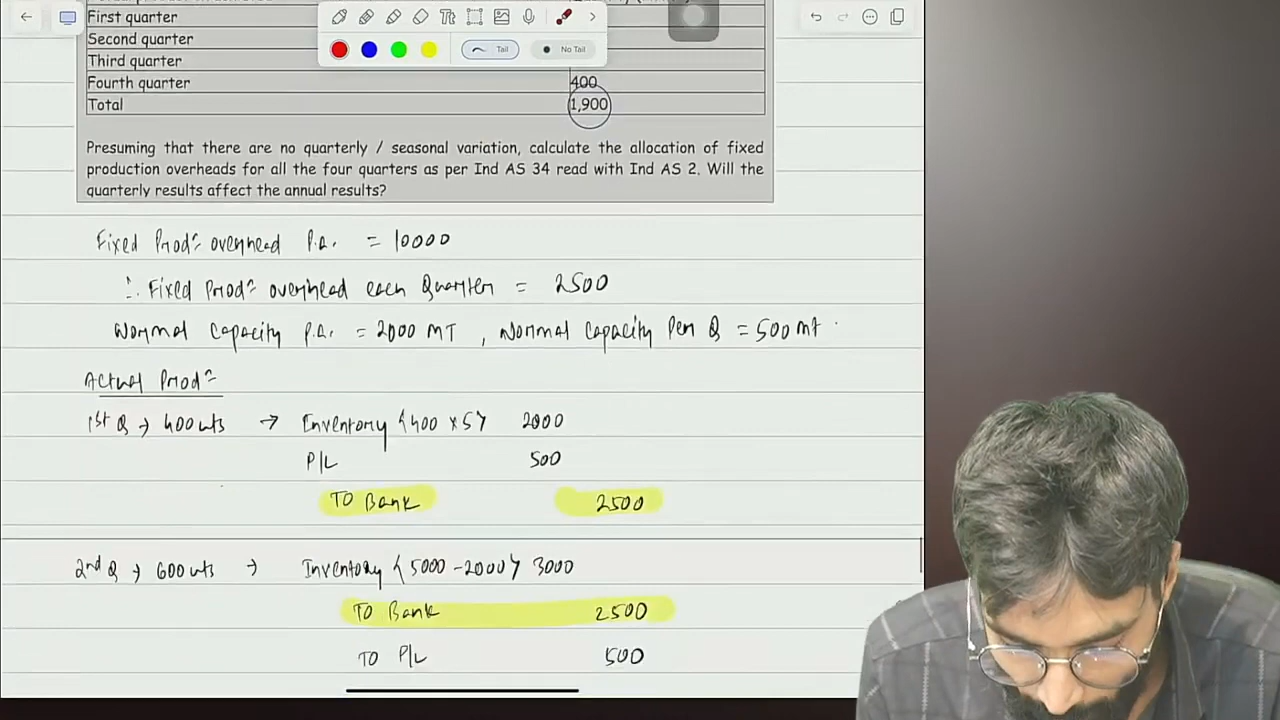 Tt
Tail
No Tail
First quarter
Second quarter
Third quarter
Fourth quarter 400
Total 1,900
Presuming that there are no quarterly / seasonal variation, calculate the allocation of fixed
production overheads for all the four quarters as per Ind AS 34 read with Ind AS 2. Will the
quarterly results affect the annual results?
Fixed Prodⁿ overhead P.a. = 10000
∴ Fixed Prodⁿ overhead each Quarter = 2500
Normal Capacity P.a. = 2000 MT , Normal Capacity Per Q = 500 mt
Actual Prodⁿ
1st Q → 400 uts → Inventory {400 x 5} 2000
P/L 500
TO Bank 2500
2nd Q → 600 uts → Inventory {5000 - 2000} 3000
TO Bank 2500
TO P/L 500